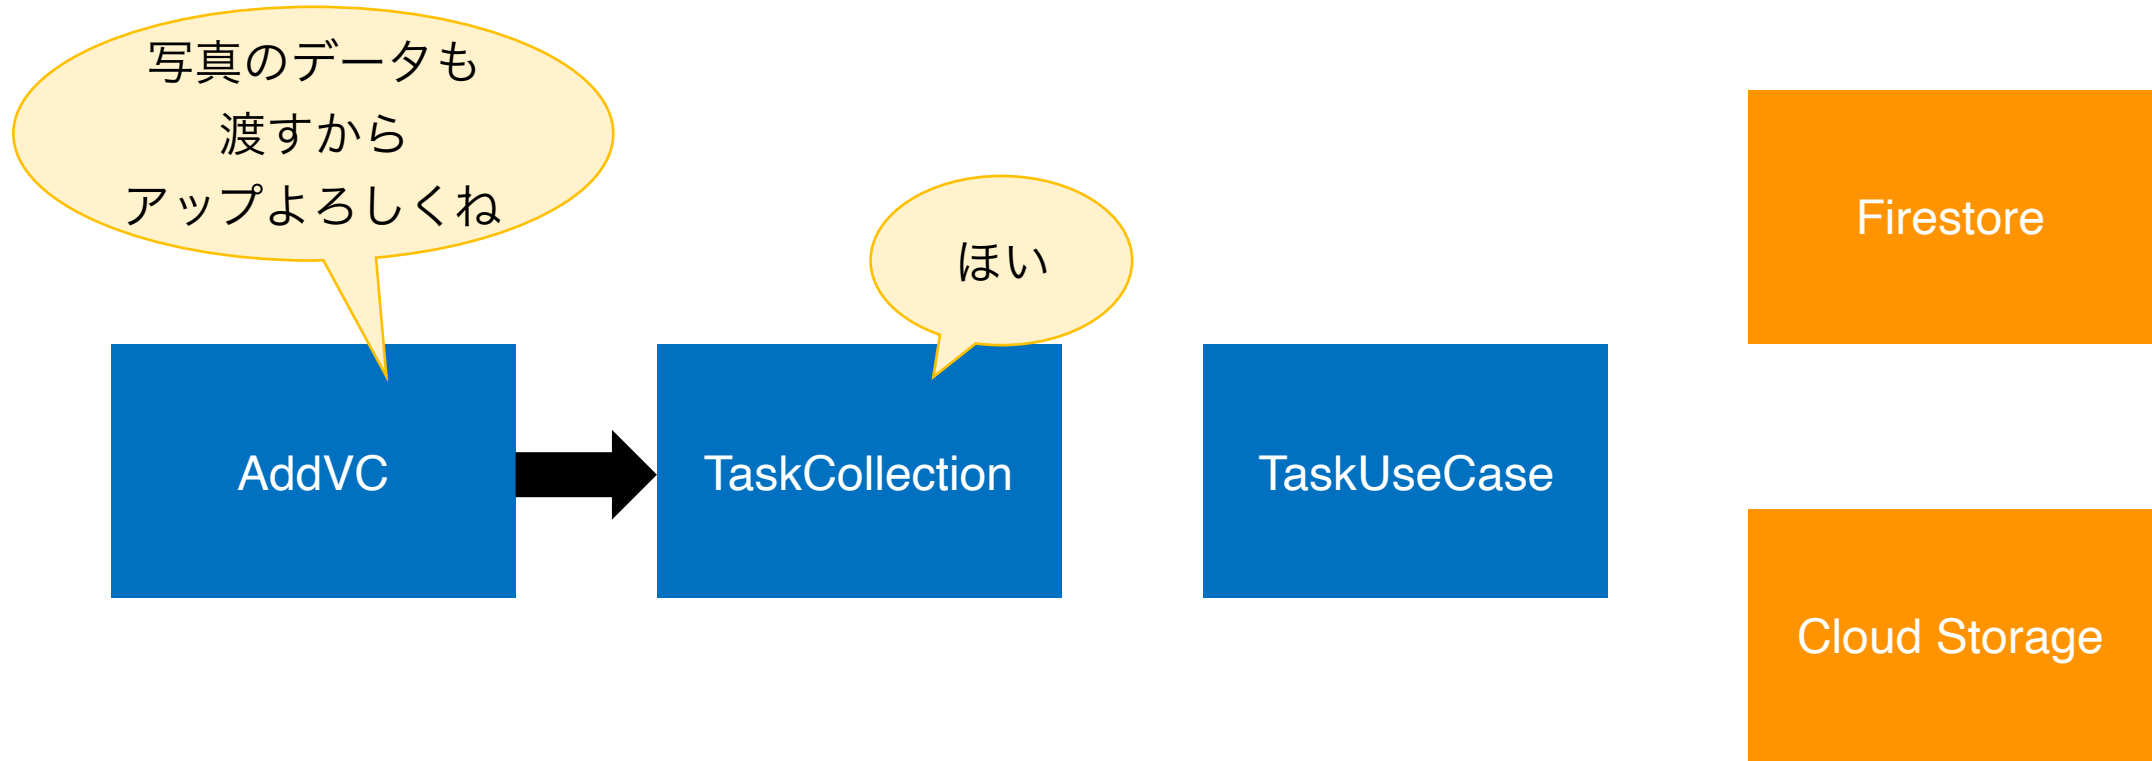 写真のデータも
渡すから
アップよろしくね
ほい
AddVC
TaskCollection
TaskUseCase
Firestore
Cloud Storage